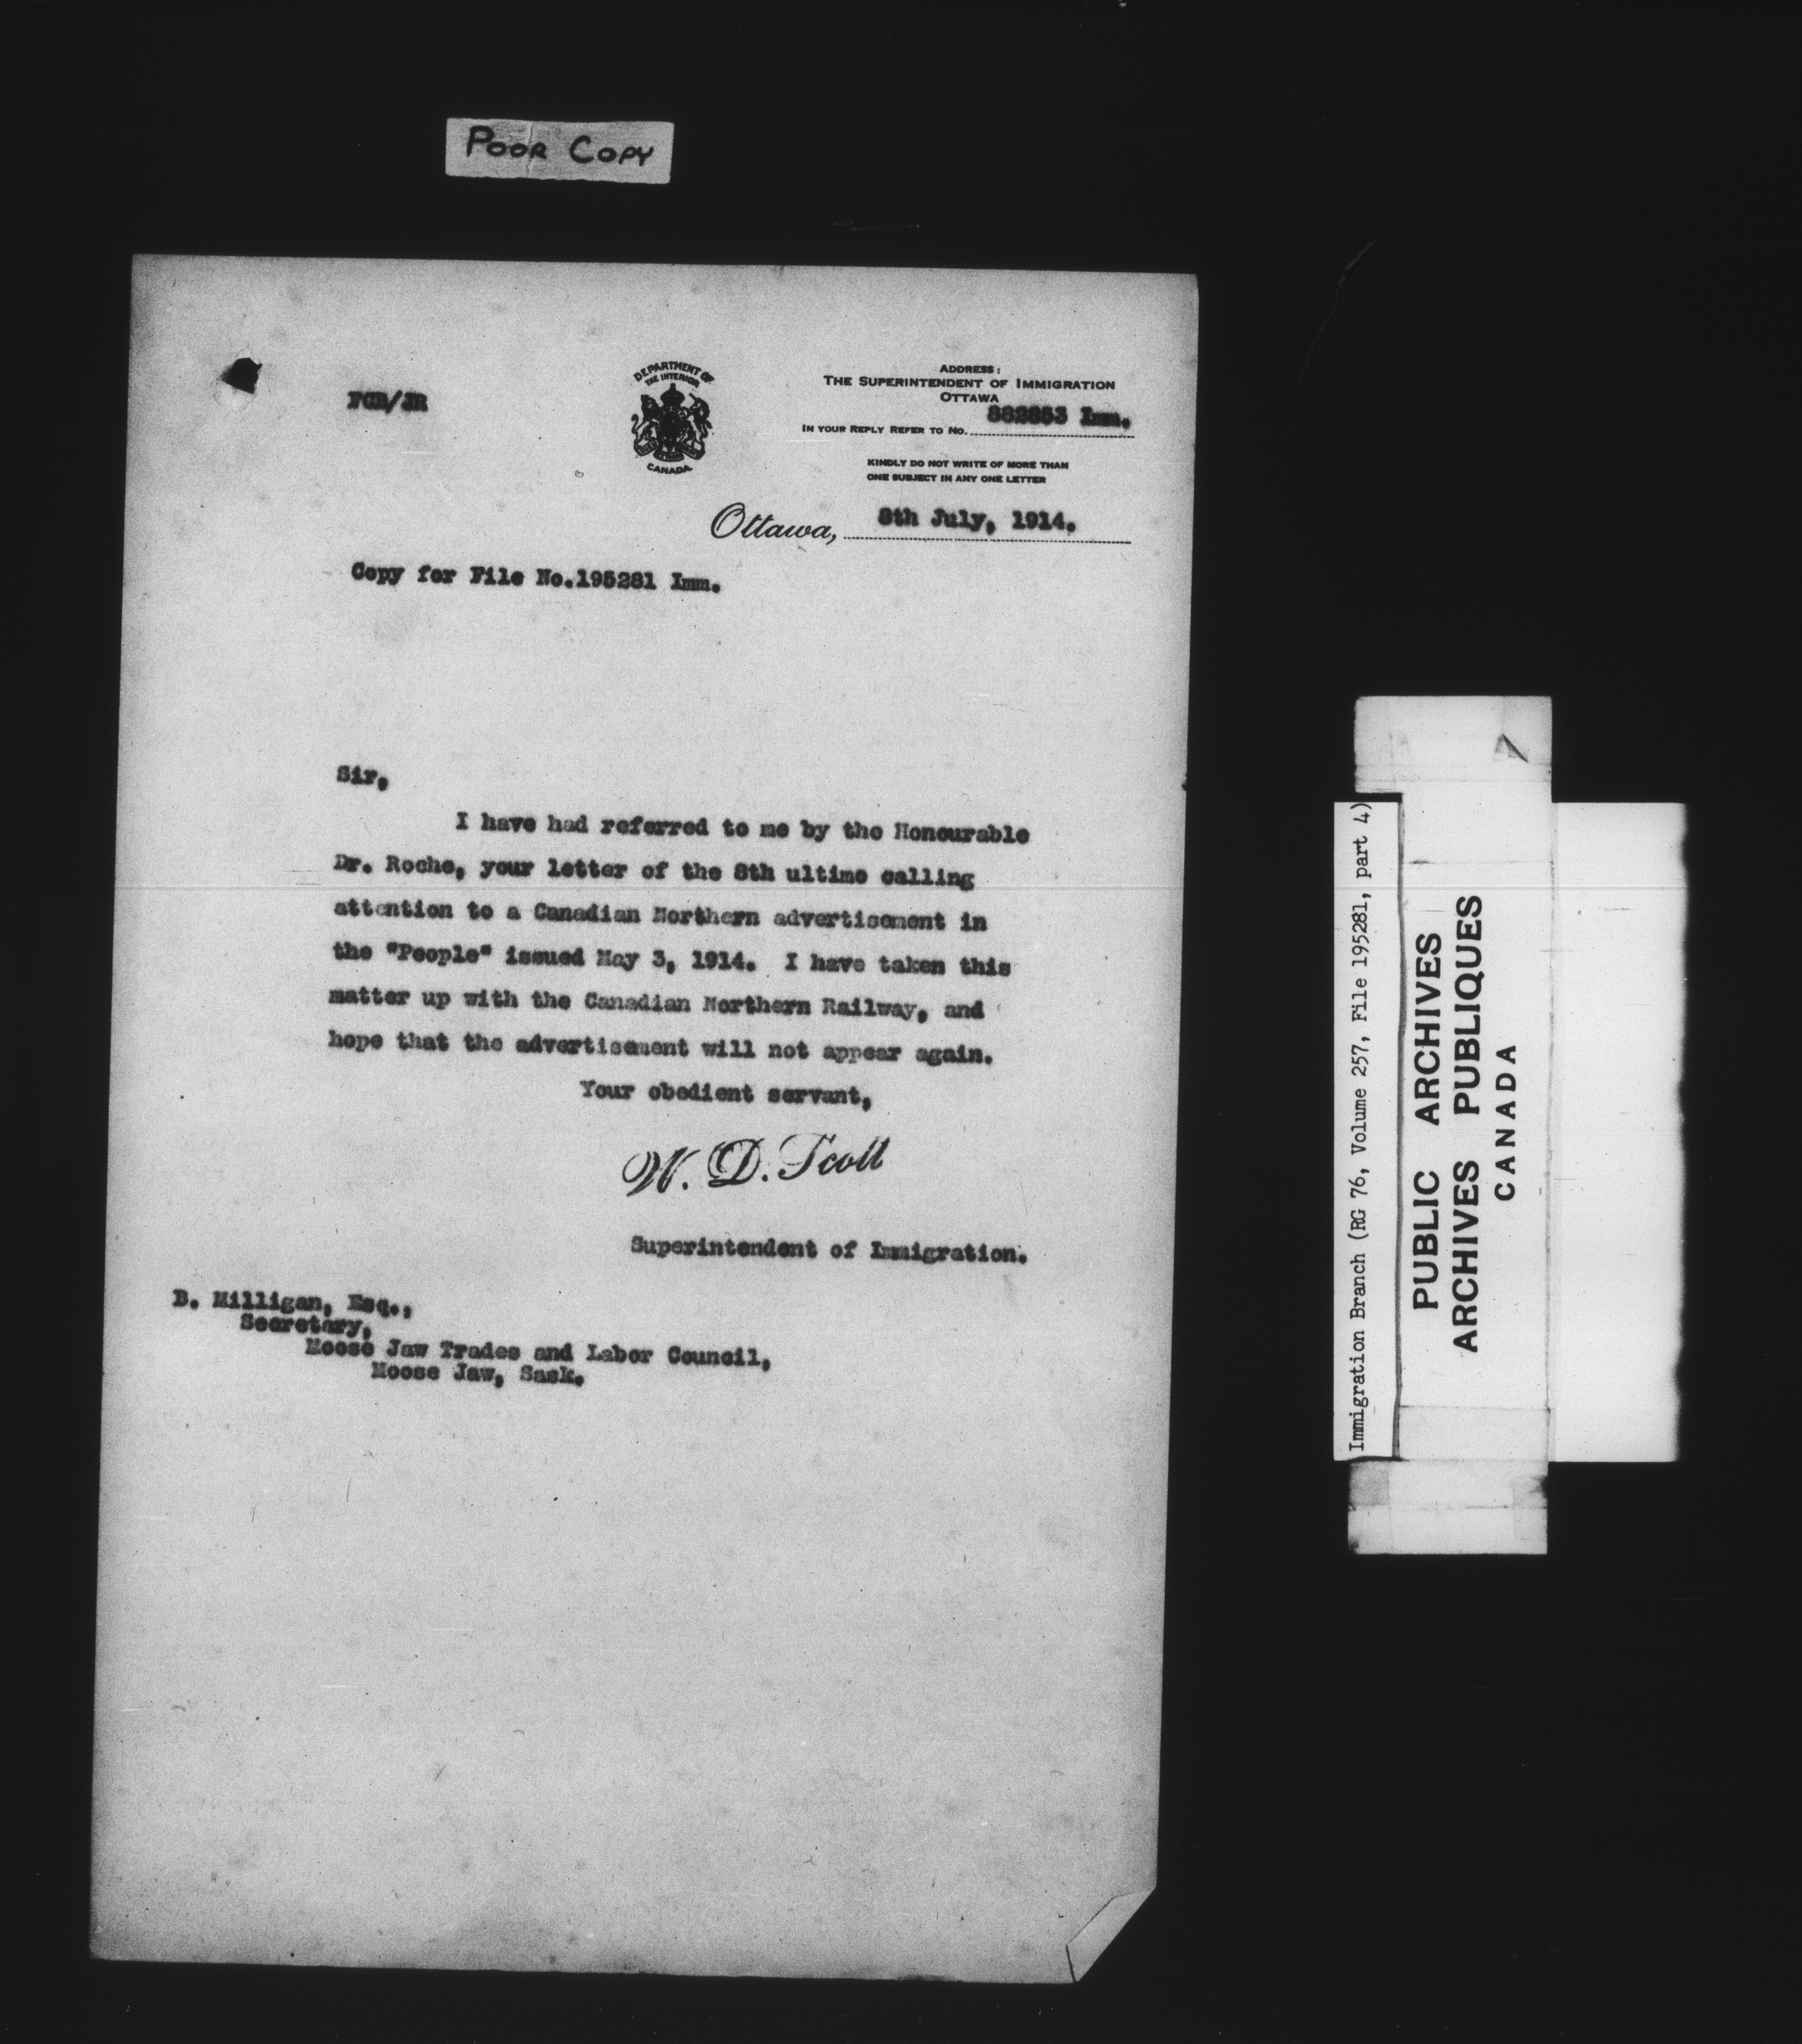 POOR COPY
FCB/JR
DEPARTMENT OF
THE INTERIOR
CANADA
ADDRESS:
THE SUPERINTENDENT OF IMMIGRATION
OTTAWA
882853 Imm.
IN YOUR REPLY REFER TO NO.
KINDLY DO NOT WRITE OF MORE THAN
ONE SUBJECT IN ANY ONE LETTER
Ottawa, 8th July, 1914.
Copy for File No.195281 Imm.
Sir,
I have had referred to me by the Honourable
Dr. Roche, your letter of the 8th ultimo calling
attention to a Canadian Northern advertisement in
the "People" issued May 3, 1914. I have taken this
matter up with the Canadian Northern Railway, and
hope that the advertisement will not appear again.
Your obedient servant,
W. D. Scott
Superintendent of Immigration.
B. Milligan, Esq.,
Secretary,
Moose Jaw Trades and Labor Council,
Moose Jaw, Sask.
Immigration Branch (RG 76, Volume 257, File 195281, part 4)
PUBLIC ARCHIVES
ARCHIVES PUBLIQUES
CANADA